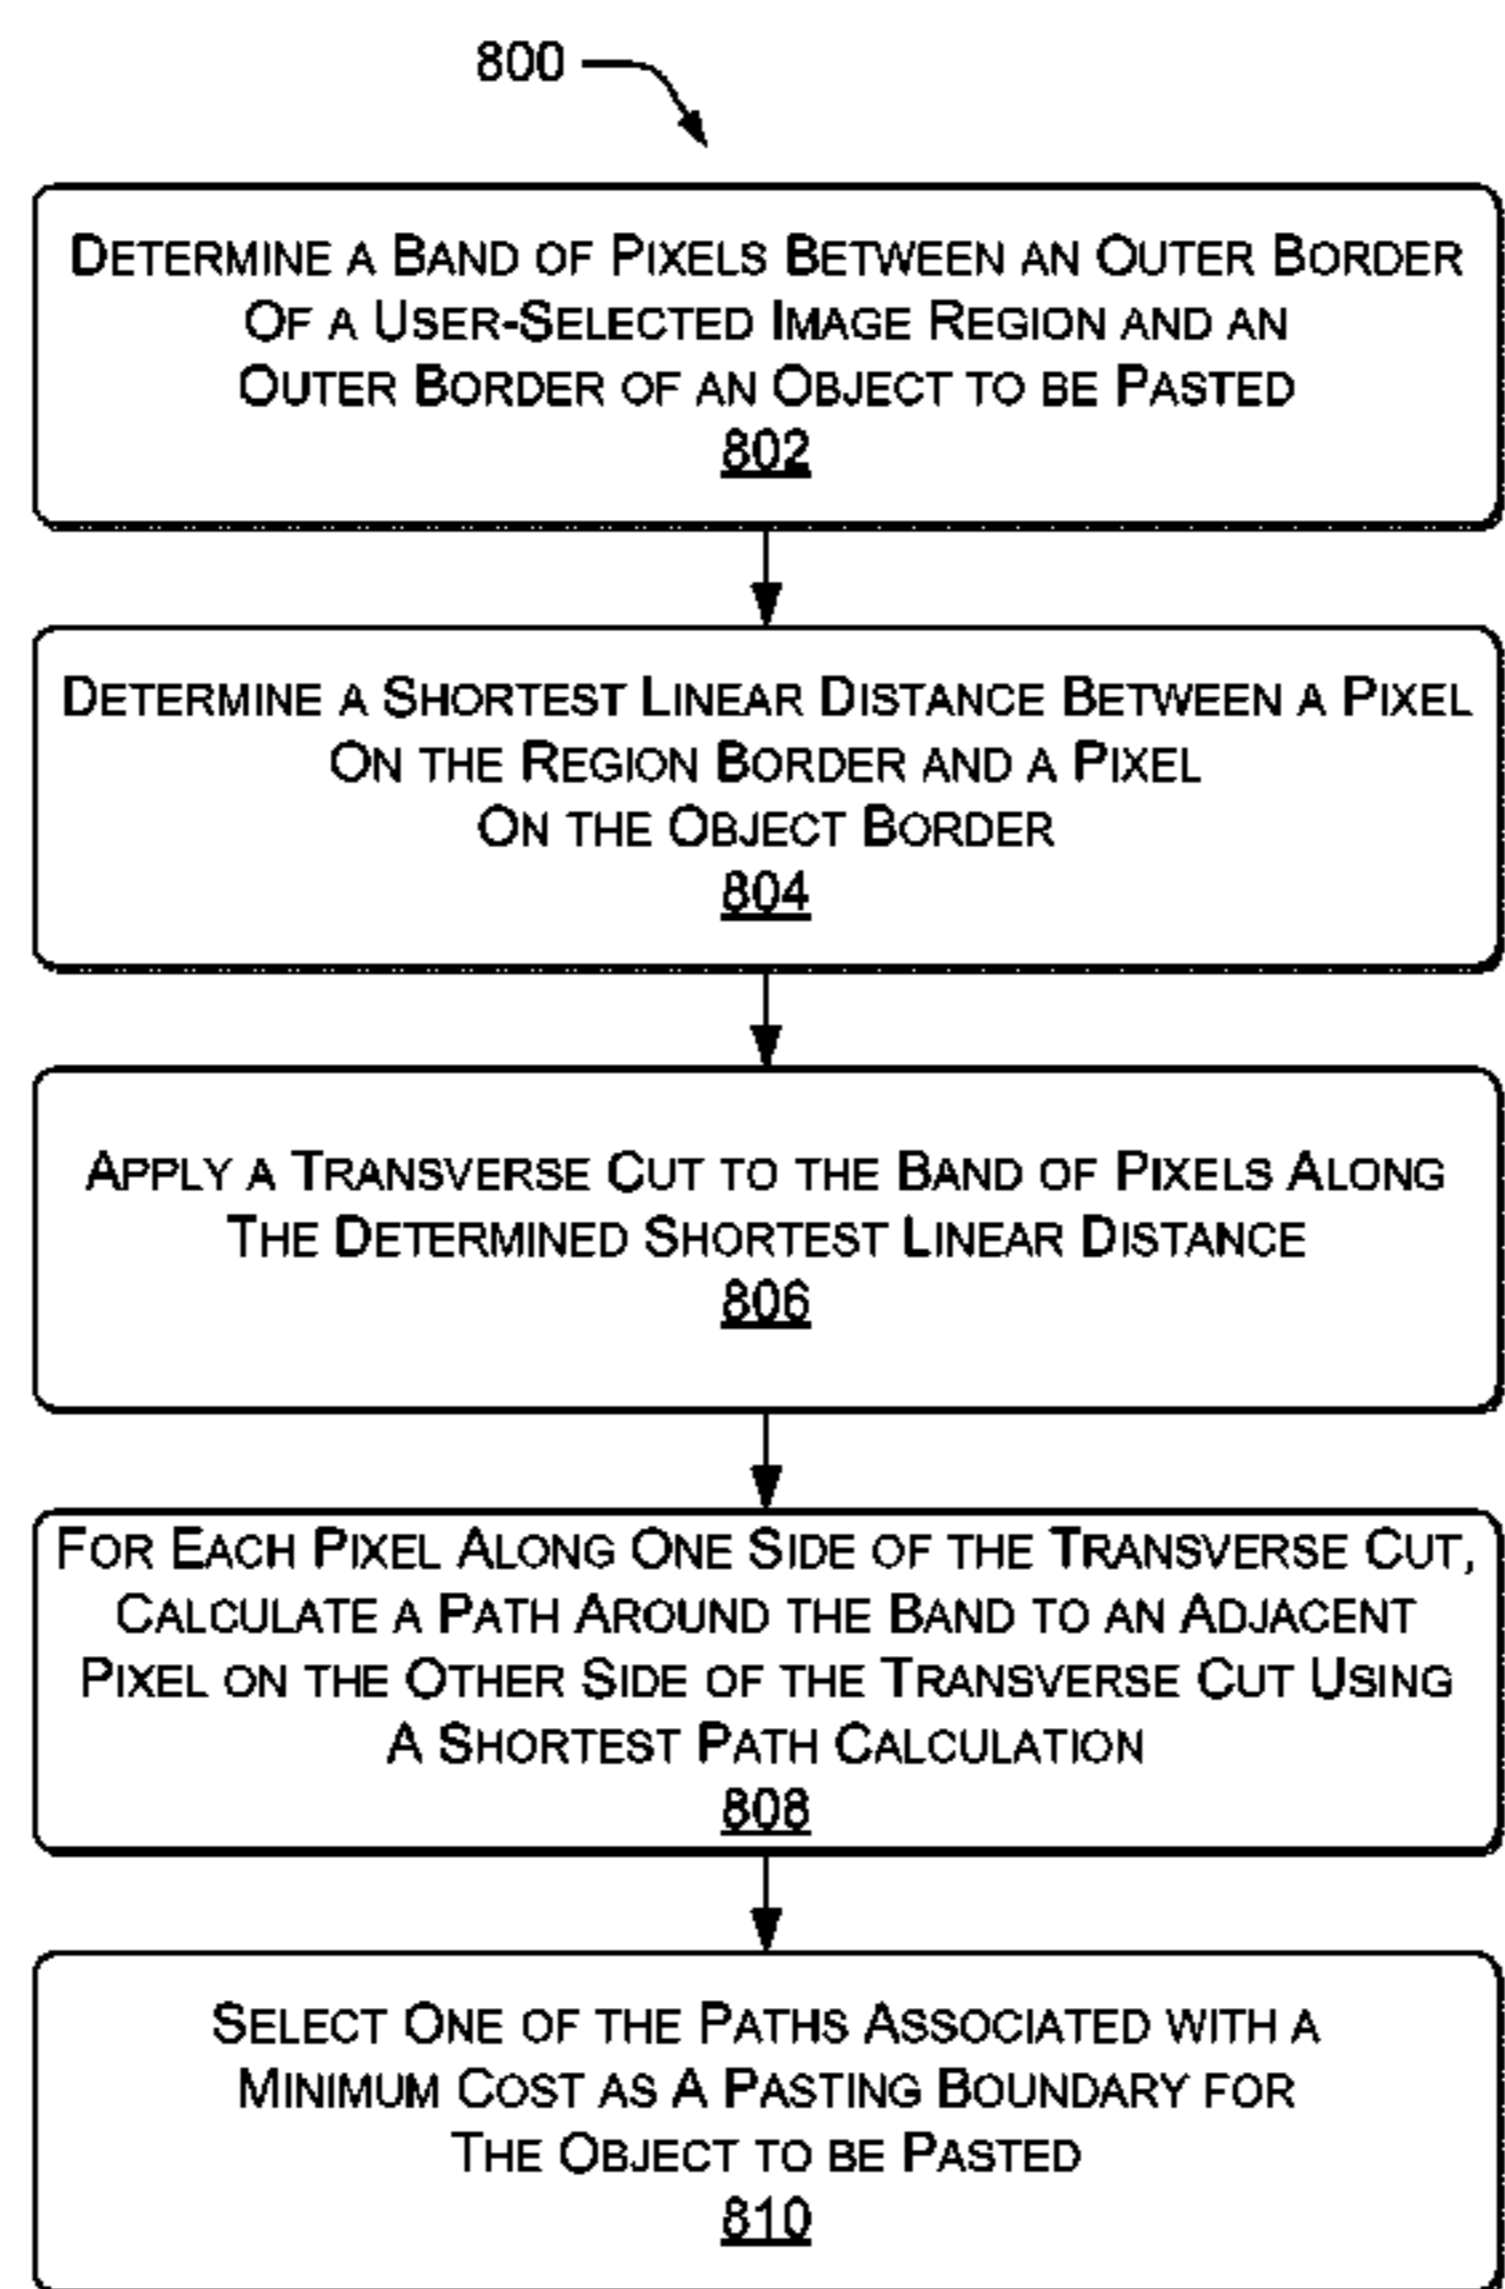 800
DETERMINE A BAND OF PIXELS BETWEEN AN OUTER BORDER
OF A USER-SELECTED IMAGE REGION AND AN
OUTER BORDER OF AN OBJECT TO BE PASTED
802
DETERMINE A SHORTEST LINEAR DISTANCE BETWEEN A PIXEL
ON THE REGION BORDER AND A PIXEL
ON THE OBJECT BORDER
804
APPLY A TRANSVERSE CUT TO THE BAND OF PIXELS ALONG
THE DETERMINED SHORTEST LINEAR DISTANCE
806
FOR EACH PIXEL ALONG ONE SIDE OF THE TRANSVERSE CUT,
CALCULATE A PATH AROUND THE BAND TO AN ADJACENT
PIXEL ON THE OTHER SIDE OF THE TRANSVERSE CUT USING
A SHORTEST PATH CALCULATION
808
SELECT ONE OF THE PATHS ASSOCIATED WITH A
MINIMUM COST AS A PASTING BOUNDARY FOR
THE OBJECT TO BE PASTED
810